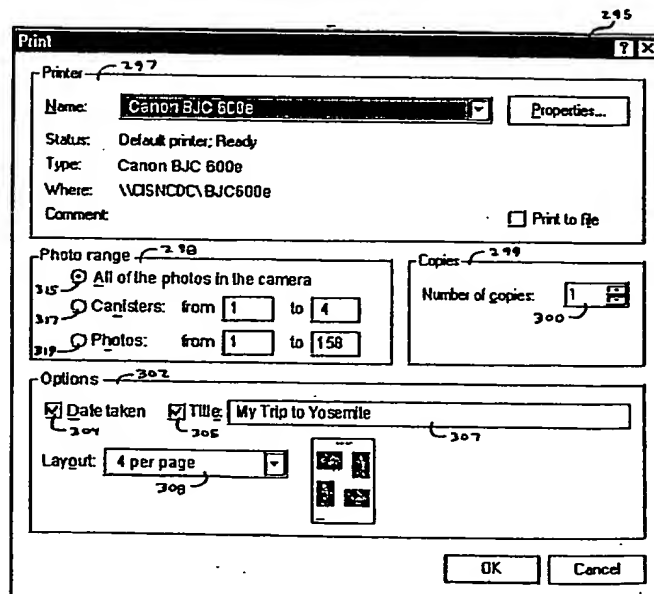 295
Print ? X
Printer 297
Name: Canon BJC 600e Properties...
Status: Default printer; Ready
Type: Canon BJC 600e
Where: \\CISNCDC\BJC600e
Comment:
Print to file
Photo range 298
315 All of the photos in the camera
317 Canisters: from 1 to 4
319 Photos: from 1 to 158
Copies 299
Number of copies: 1
300
Options 302
Date taken Title: My Trip to Yosemite
304 305 307
Layout: 4 per page
308
OK Cancel